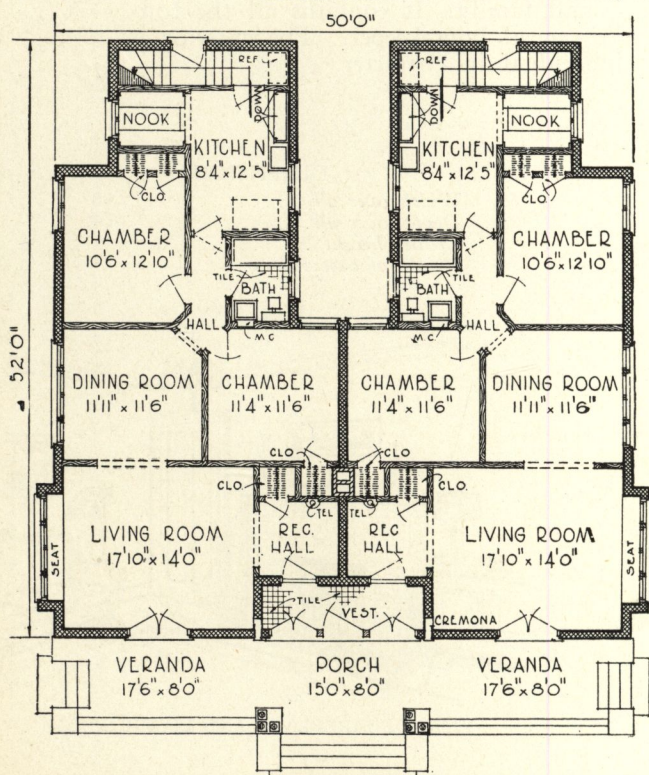 50'0"
REF
REF
DOWN
DOWN
NOOK
NOOK
KITCHEN
8'4" x 12'5"
KITCHEN
8'4" x 12'5"
CLO.
CLO.
CHAMBER
10'6" x 12'10"
CHAMBER
10'6" x 12'10"
TILE
TILE
BATH
BATH
HALL
HALL
M.C
M.C
52'0"
DINING ROOM
11'11" x 11'6"
CHAMBER
11'4" x 11'6"
CHAMBER
11'4" x 11'6"
DINING ROOM
11'11" x 11'6"
CLO
CLO
CLO.
CLO.
TEL
TEL
LIVING ROOM
17'10" x 14'0"
REC.
HALL
REC
HALL
LIVING ROOM
17'10" x 14'0"
SEAT
SEAT
TILE
VEST.
CREMONA
VERANDA
17'6" x 8'0"
PORCH
15'0" x 8'0"
VERANDA
17'6" x 8'0"